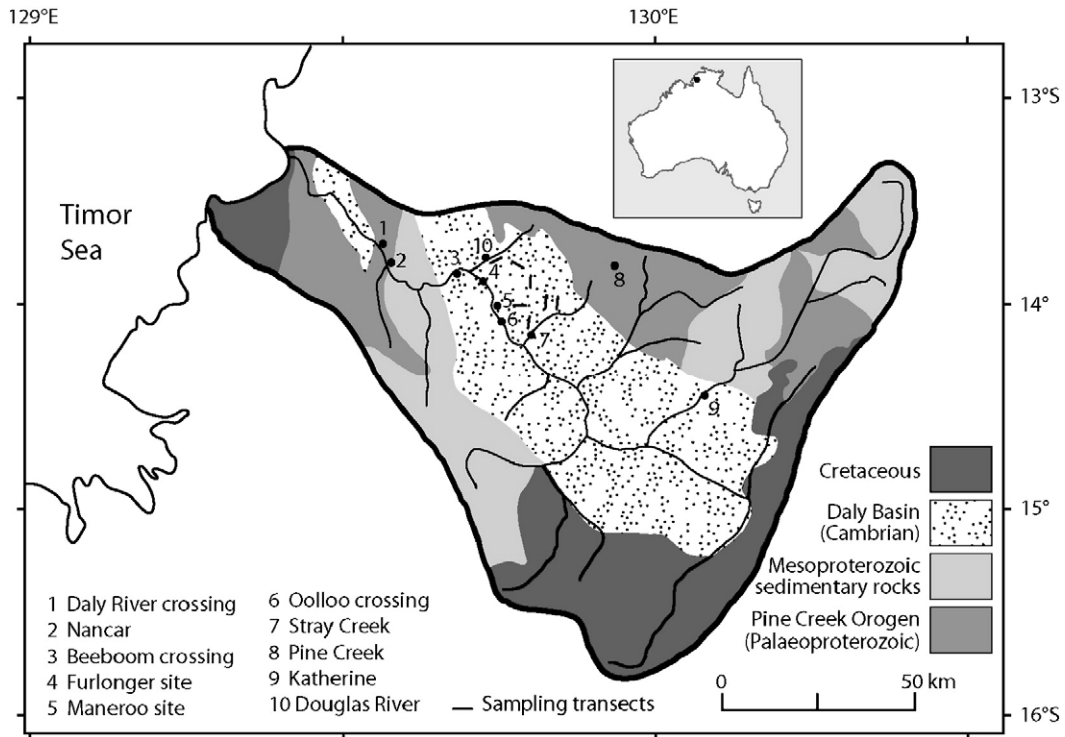 129°E
130°E
13°S
14°
15°
16°S
Timor
Sea
1
2
3
10
4
5
6
7
8
9
Cretaceous
Daly Basin
(Cambrian)
Mesoproterozoic
sedimentary rocks
Pine Creek Orogen
(Palaeoproterozoic)
1 Daly River crossing
2 Nancar
3 Beeboom crossing
4 Furlonger site
5 Maneroo site
6 Oolloo crossing
7 Stray Creek
8 Pine Creek
9 Katherine
10 Douglas River
Sampling transects
0 50 km